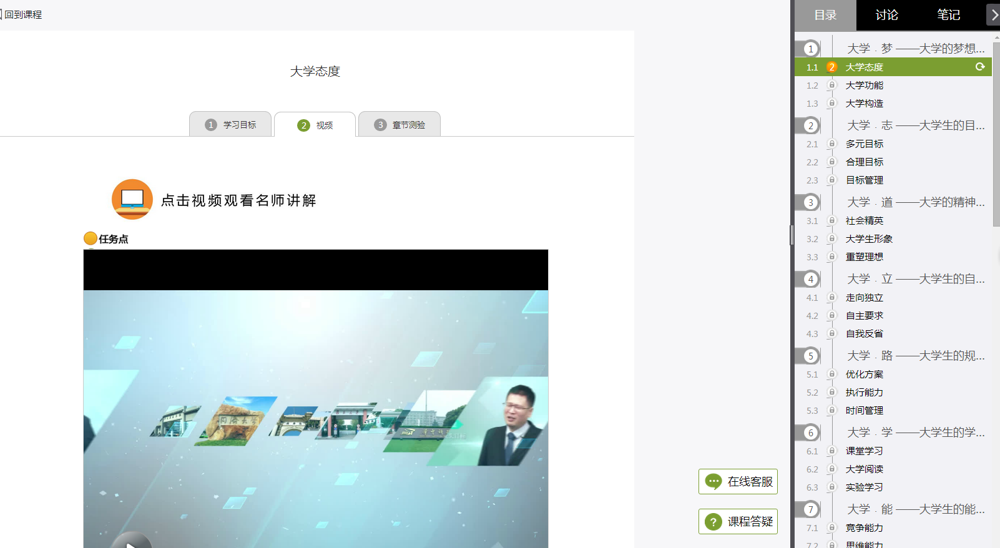 回到课程
大学态度
1 学习目标
2 视频
3 章节测验
点击视频观看名师讲解
任务点
同济大学
在线客服
? 课程答疑
目录 讨论 笔记
1 大学 . 梦 ——大学的梦想...
1.1 2 大学态度
1.2 大学功能
1.3 大学构造
2 大学 . 志 ——大学生的目...
2.1 多元目标
2.2 合理目标
2.3 目标管理
3 大学 . 道 ——大学的精神...
3.1 社会精英
3.2 大学生形象
3.3 重塑理想
4 大学 . 立 ——大学生的自...
4.1 走向独立
4.2 自主要求
4.3 自我反省
5 大学 . 路 ——大学生的规...
5.1 优化方案
5.2 执行能力
5.3 时间管理
6 大学 . 学 ——大学生的学...
6.1 课堂学习
6.2 大学阅读
6.3 实验学习
7 大学 . 能 ——大学生的能...
7.1 竞争能力
7.2 思维能力